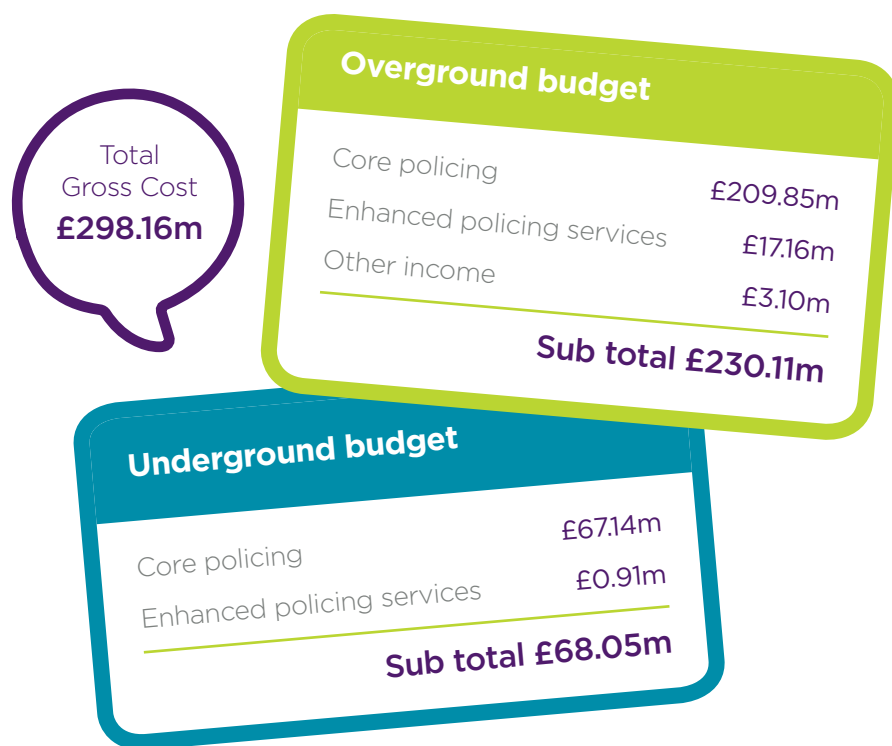 Total
Gross Cost
£298.16m
Overground budget
Core policing £209.85m
Enhanced policing services £17.16m
Other income £3.10m
Sub total £230.11m
Underground budget
Core policing £67.14m
Enhanced policing services £0.91m
Sub total £68.05m